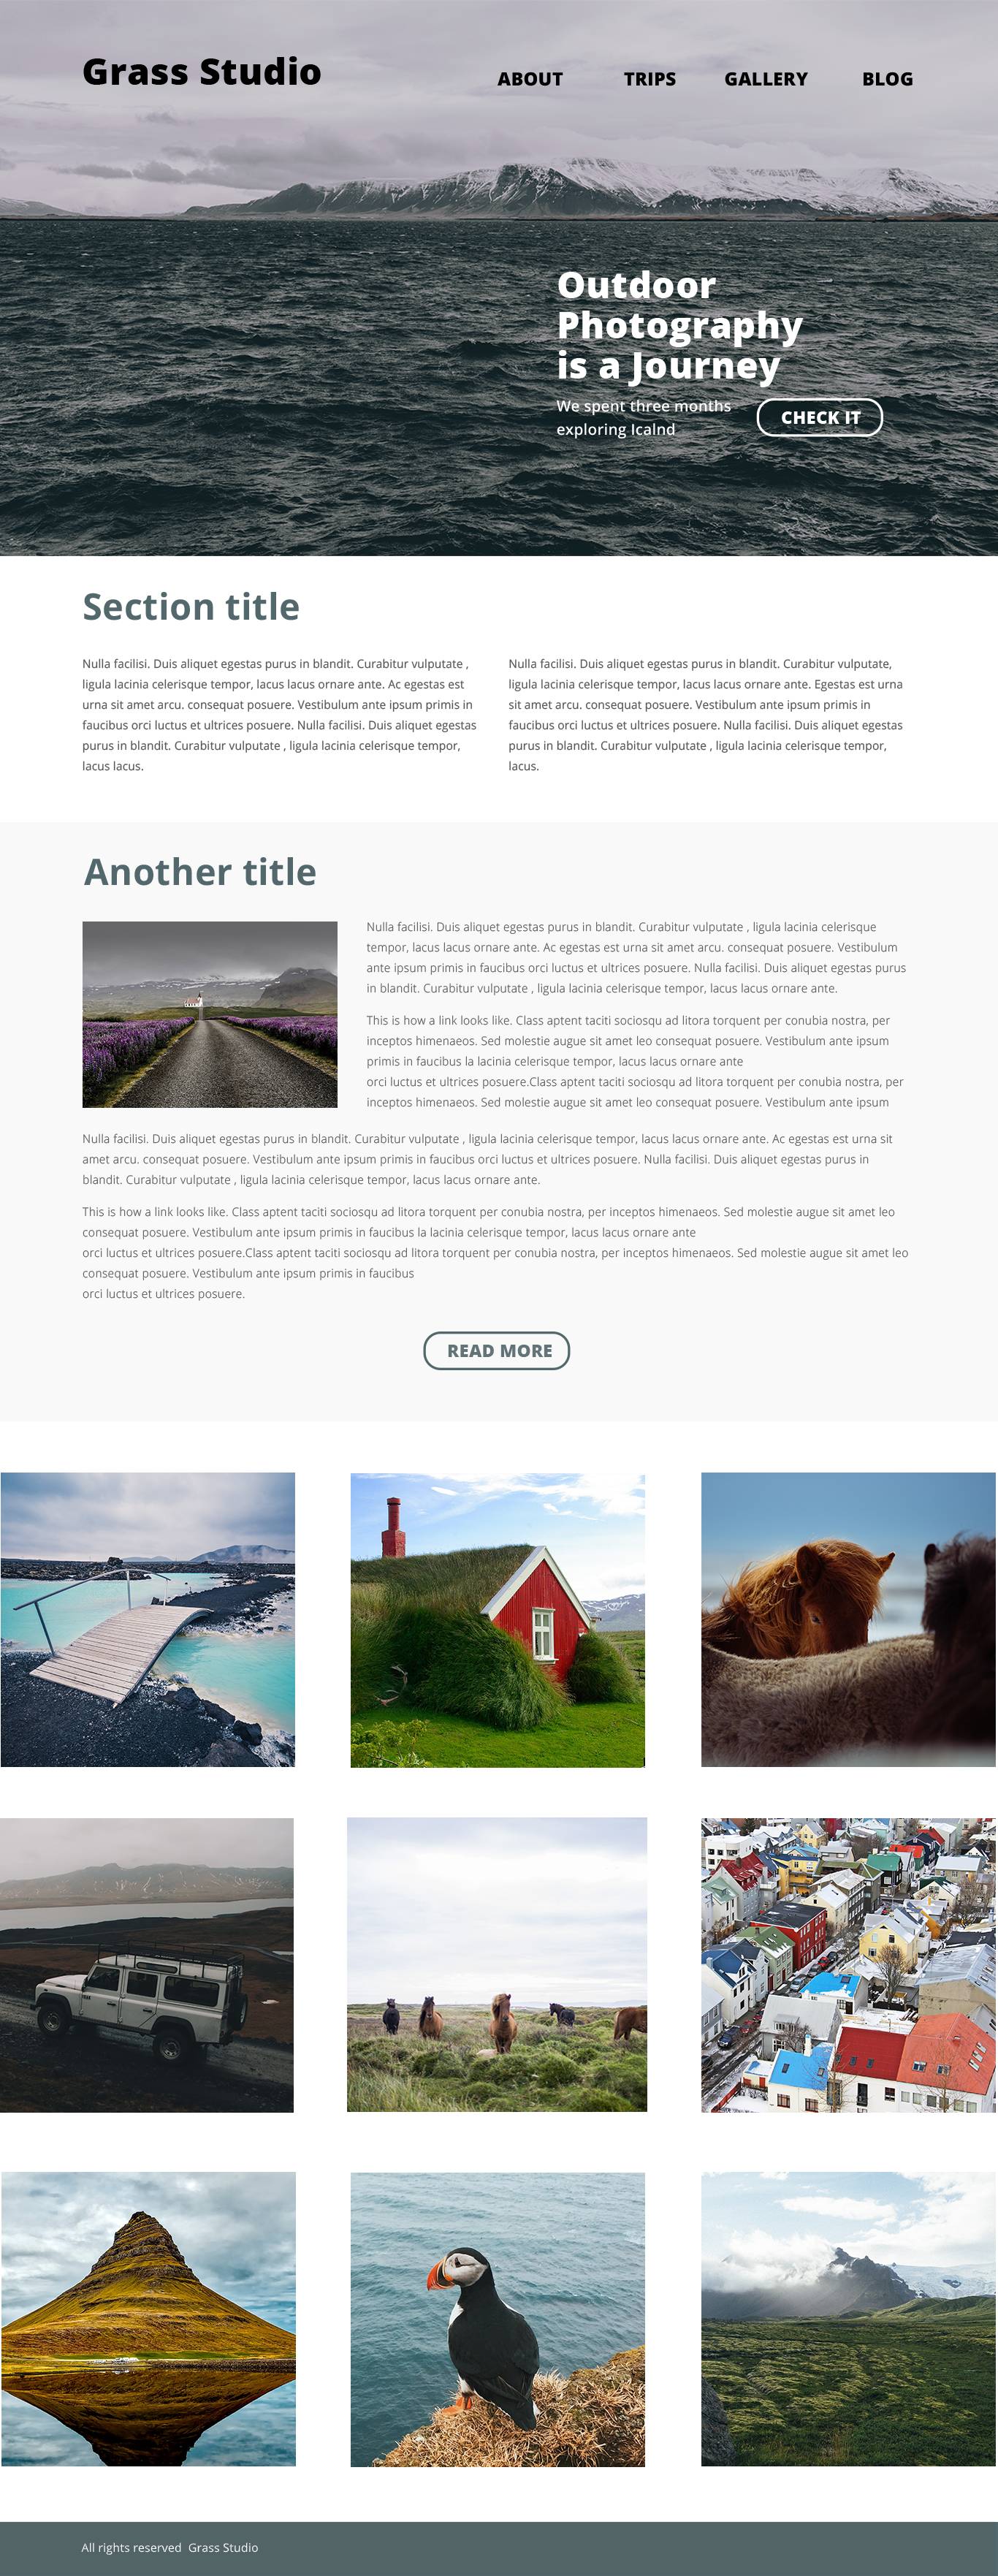 Grass Studio
ABOUT TRIPS GALLERY BLOG
Outdoor
Photography
is a Journey
We spent three months
exploring Icalnd
CHECK IT
Section title
Nulla facilisi. Duis aliquet egestas purus in blandit. Curabitur vulputate ,
ligula lacinia celerisque tempor, lacus lacus ornare ante. Ac egestas est
urna sit amet arcu. consequat posuere. Vestibulum ante ipsum primis in
faucibus orci luctus et ultrices posuere. Nulla facilisi. Duis aliquet egestas
purus in blandit. Curabitur vulputate , ligula lacinia celerisque tempor,
lacus lacus.
Nulla facilisi. Duis aliquet egestas purus in blandit. Curabitur vulputate,
ligula lacinia celerisque tempor, lacus lacus ornare ante. Egestas est urna
sit amet arcu. consequat posuere. Vestibulum ante ipsum primis in
faucibus orci luctus et ultrices posuere. Nulla facilisi. Duis aliquet egestas
purus in blandit. Curabitur vulputate , ligula lacinia celerisque tempor,
lacus.
Another title
Nulla facilisi. Duis aliquet egestas purus in blandit. Curabitur vulputate , ligula lacinia celerisque
tempor, lacus lacus ornare ante. Ac egestas est urna sit amet arcu. consequat posuere. Vestibulum
ante ipsum primis in faucibus orci luctus et ultrices posuere. Nulla facilisi. Duis aliquet egestas purus
in blandit. Curabitur vulputate , ligula lacinia celerisque tempor, lacus lacus ornare ante.
This is how a link looks like. Class aptent taciti sociosqu ad litora torquent per conubia nostra, per
inceptos himenaeos. Sed molestie augue sit amet leo consequat posuere. Vestibulum ante ipsum
primis in faucibus la lacinia celerisque tempor, lacus lacus ornare ante
orci luctus et ultrices posuere.Class aptent taciti sociosqu ad litora torquent per conubia nostra, per
inceptos himenaeos. Sed molestie augue sit amet leo consequat posuere. Vestibulum ante ipsum
Nulla facilisi. Duis aliquet egestas purus in blandit. Curabitur vulputate , ligula lacinia celerisque tempor, lacus lacus ornare ante. Ac egestas est urna sit
amet arcu. consequat posuere. Vestibulum ante ipsum primis in faucibus orci luctus et ultrices posuere. Nulla facilisi. Duis aliquet egestas purus in
blandit. Curabitur vulputate , ligula lacinia celerisque tempor, lacus lacus ornare ante.
This is how a link looks like. Class aptent taciti sociosqu ad litora torquent per conubia nostra, per inceptos himenaeos. Sed molestie augue sit amet leo
consequat posuere. Vestibulum ante ipsum primis in faucibus la lacinia celerisque tempor, lacus lacus ornare ante
orci luctus et ultrices posuere.Class aptent taciti sociosqu ad litora torquent per conubia nostra, per inceptos himenaeos. Sed molestie augue sit amet leo
consequat posuere. Vestibulum ante ipsum primis in faucibus
orci luctus et ultrices posuere.
READ MORE
All rights reserved Grass Studio